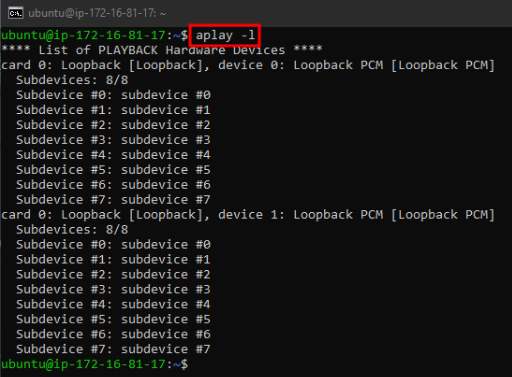 ubuntu@ip-172-16-81-17: ~
ubuntu@ip-172-16-81-17:~$ aplay -l
**** List of PLAYBACK Hardware Devices ****
card 0: Loopback [Loopback], device 0: Loopback PCM [Loopback PCM]
  Subdevices: 8/8
  Subdevice #0: subdevice #0
  Subdevice #1: subdevice #1
  Subdevice #2: subdevice #2
  Subdevice #3: subdevice #3
  Subdevice #4: subdevice #4
  Subdevice #5: subdevice #5
  Subdevice #6: subdevice #6
  Subdevice #7: subdevice #7
card 0: Loopback [Loopback], device 1: Loopback PCM [Loopback PCM]
  Subdevices: 8/8
  Subdevice #0: subdevice #0
  Subdevice #1: subdevice #1
  Subdevice #2: subdevice #2
  Subdevice #3: subdevice #3
  Subdevice #4: subdevice #4
  Subdevice #5: subdevice #5
  Subdevice #6: subdevice #6
  Subdevice #7: subdevice #7
ubuntu@ip-172-16-81-17:~$